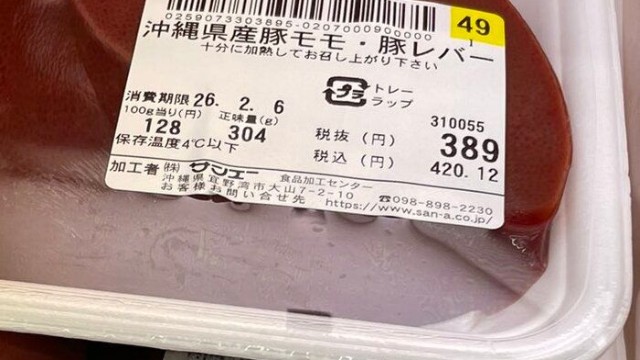 49
0259073303895-0207000900000
沖縄県産豚モモ・豚レバー
十分に加熱してお召し上がり下さい
プラ
トレー
ラップ
消費期限 26. 2. 6
100g当り(円) 正味量(g)
128 304
保存温度4℃以下
310055
税抜(円) 389
税込(円) 420.12
加工者 ㈱サンエー 食品加工センター
沖縄県宜野湾市大山7-2-10
お客様お問い合せ先 ☎098-898-2230
https://www.san-a.co.jp/